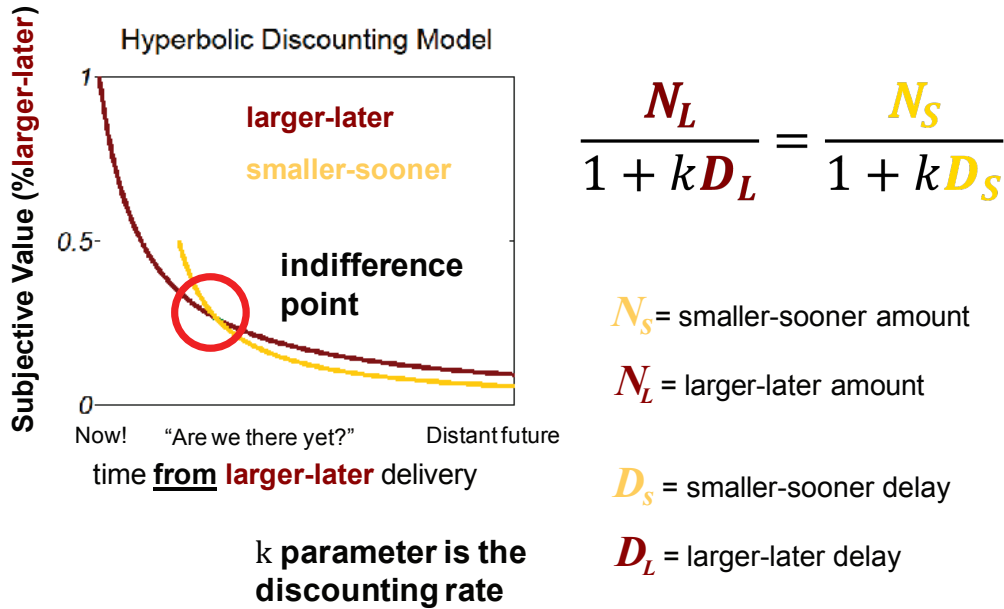 Hyperbolic Discounting Model
Subjective Value (%larger-later)
1
0.5
0
larger-later
smaller-sooner
indifference
point
Now!
“Are we there yet?”
Distant future
time from larger-later delivery
k parameter is the
discounting rate
N_L / (1 + kD_L) = N_S / (1 + kD_S)
N_s = smaller-sooner amount
N_L = larger-later amount
D_s = smaller-sooner delay
D_L = larger-later delay